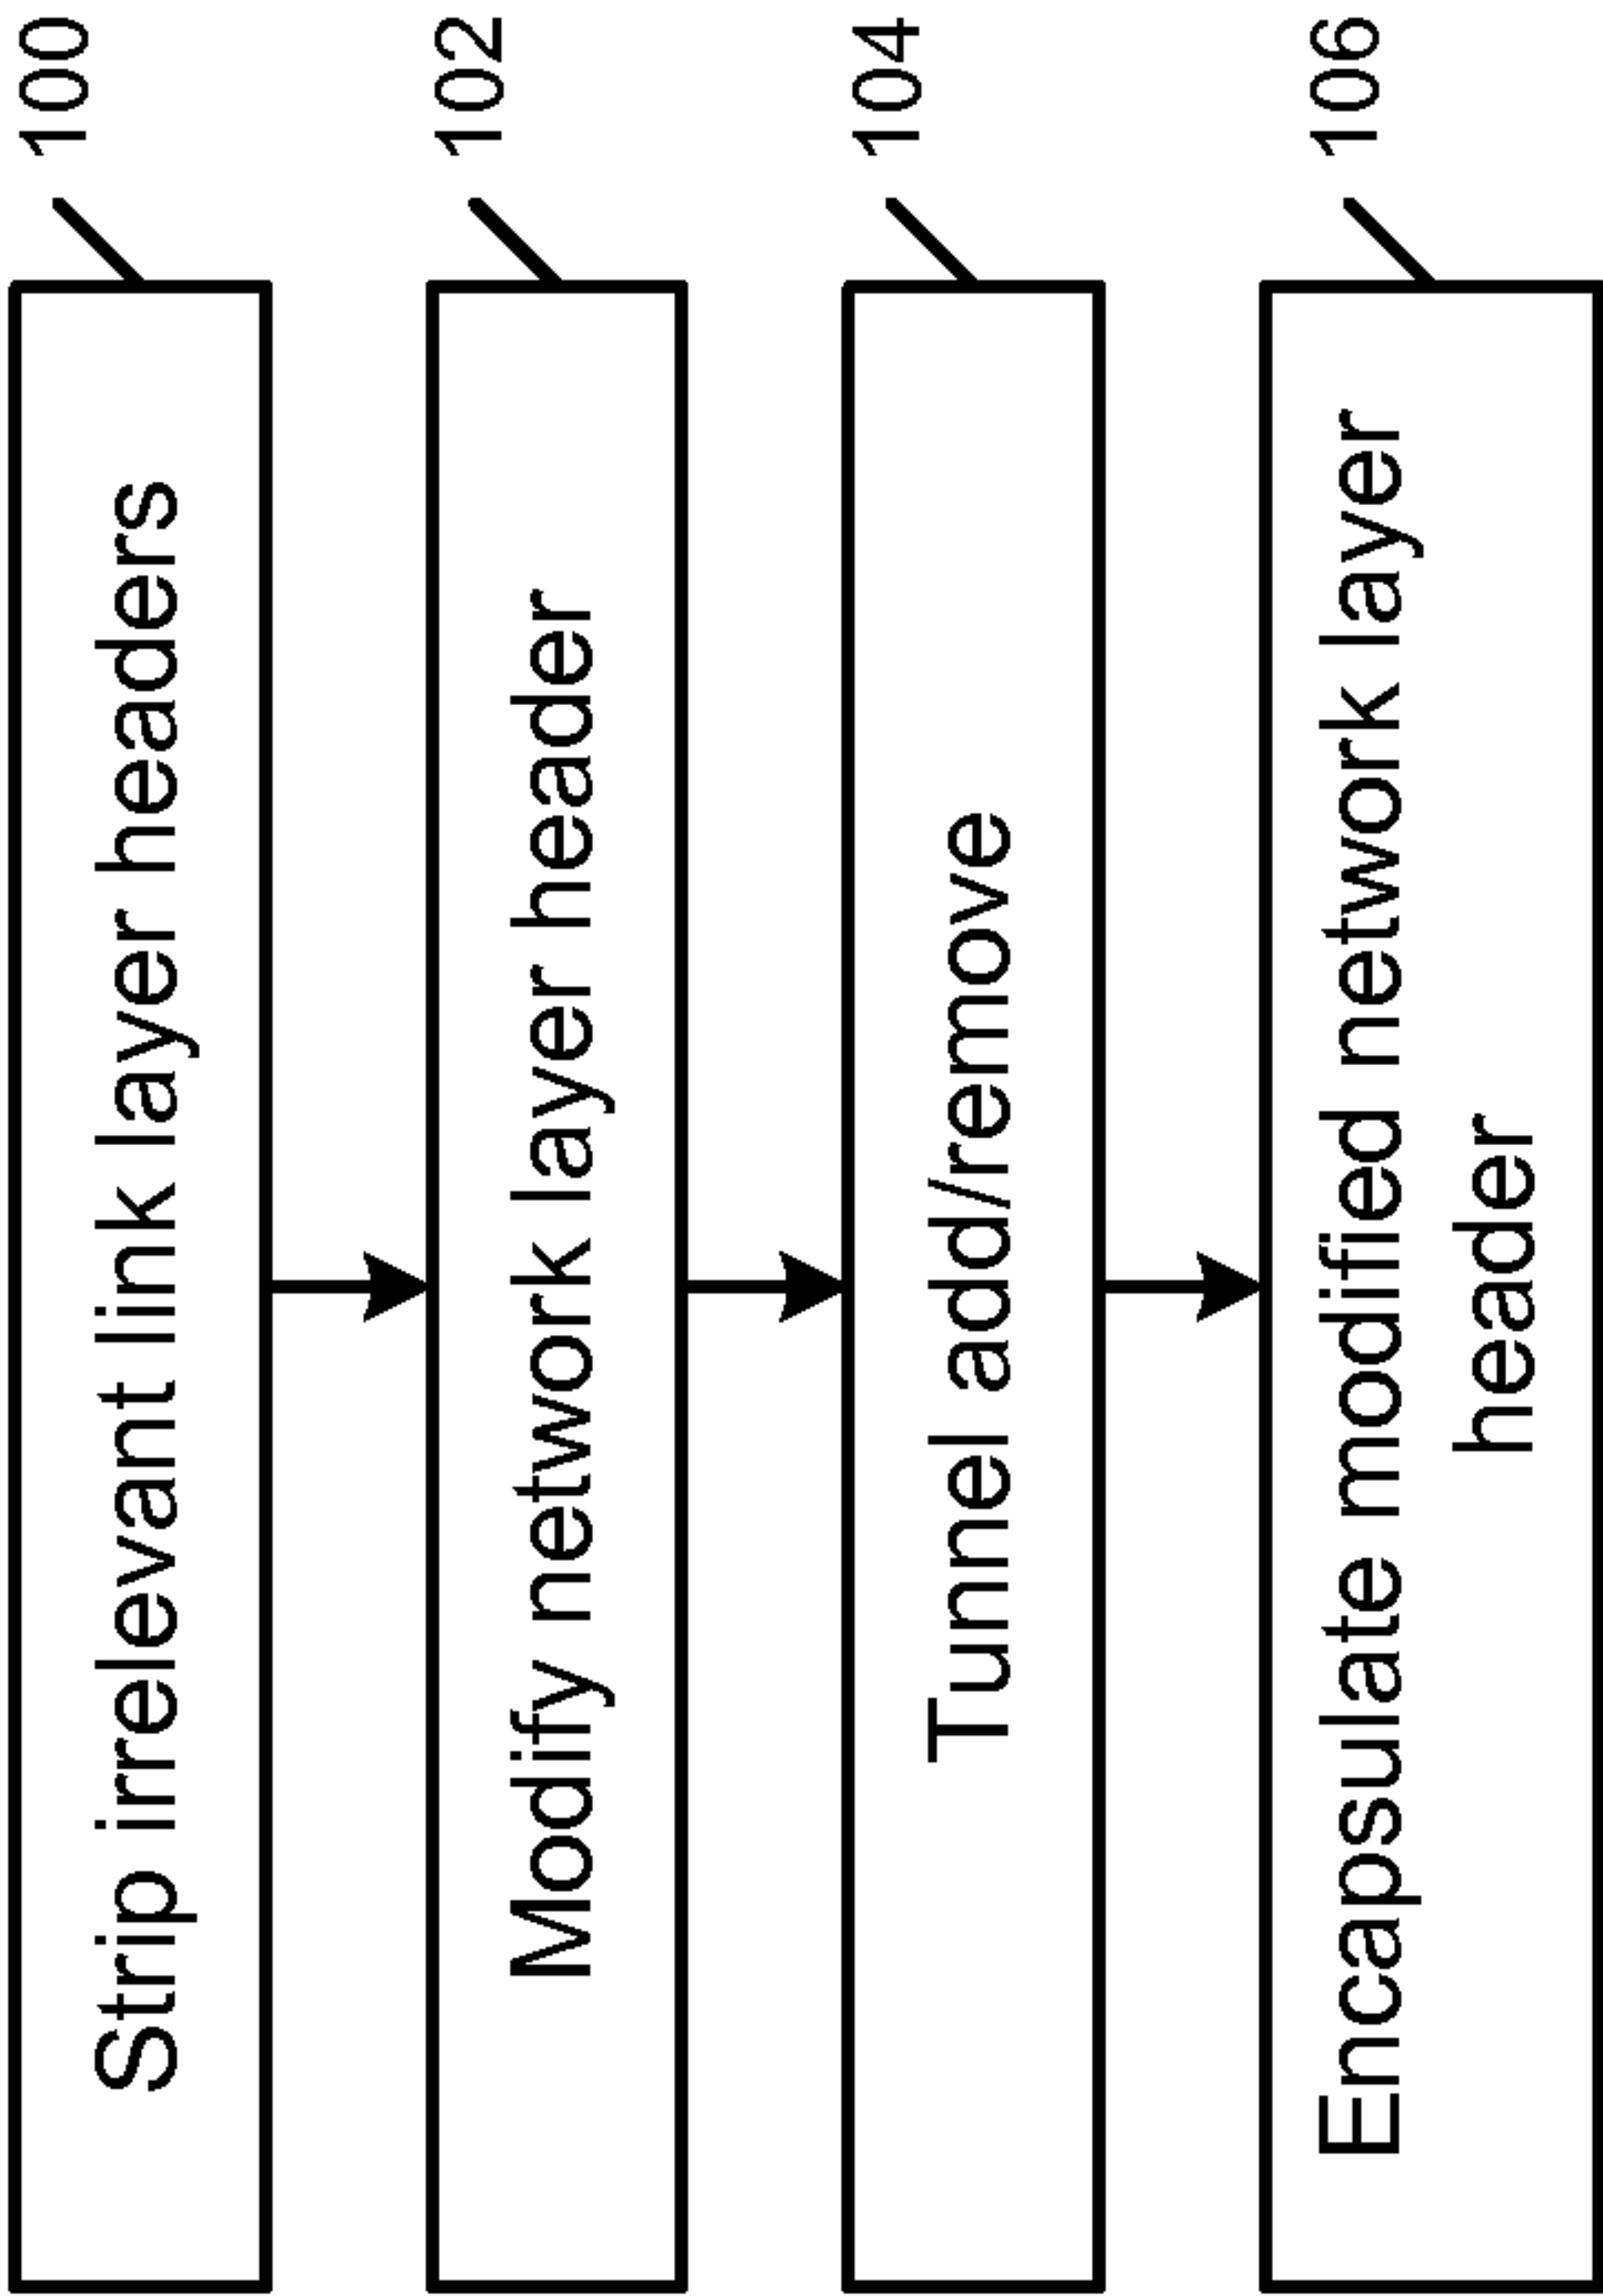 Strip irrelevant link layer headers
100
Modify network layer header
102
Tunnel add/remove
104
Encapsulate modified network layer
header
106